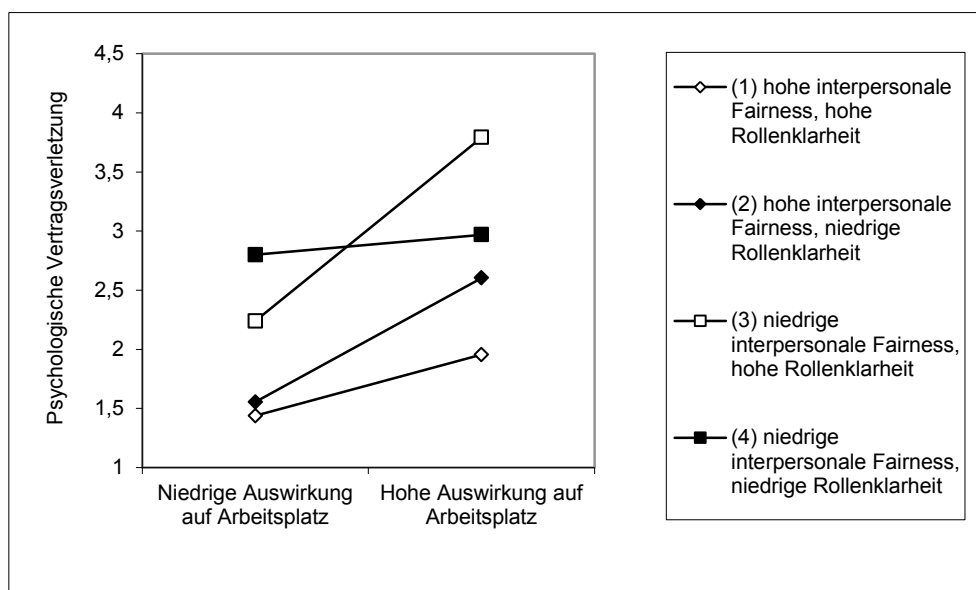 4,5
4
3,5
3
2,5
2
1,5
1
Psychologische Vertragsverletzung
Niedrige Auswirkung
auf Arbeitsplatz
Hohe Auswirkung auf
Arbeitsplatz
(1) hohe interpersonale
Fairness, hohe
Rollenklarheit
(2) hohe interpersonale
Fairness, niedrige
Rollenklarheit
(3) niedrige
interpersonale Fairness,
hohe Rollenklarheit
(4) niedrige
interpersonale Fairness,
niedrige Rollenklarheit